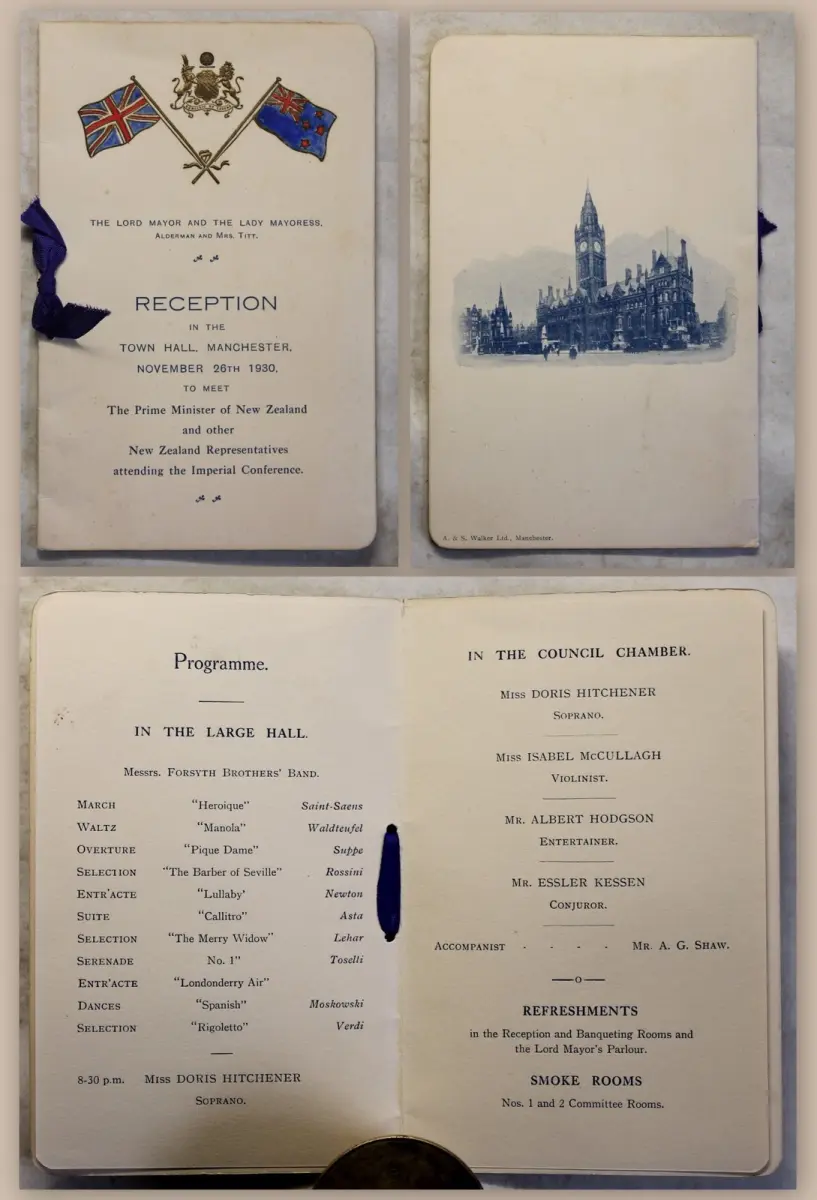 THE LORD MAYOR AND THE LADY MAYORESS,
ALDERMAN AND MRS. TITT.
RECEPTION
IN THE
TOWN HALL, MANCHESTER,
NOVEMBER 26TH 1930,
TO MEET
The Prime Minister of New Zealand
and other
New Zealand Representatives
attending the Imperial Conference.
A. & S. Walker Ltd., Manchester.
Programme.
IN THE LARGE HALL.
Messrs. FORSYTH BROTHERS' BAND.
MARCH "Heroique" Saint-Saens
WALTZ "Manola" Waldteufel
OVERTURE "Pique Dame" Suppe
SELECTION "The Barber of Seville" Rossini
ENTR'ACTE "Lullaby' Newton
SUITE "Callitro" Asta
SELECTION "The Merry Widow" Lehar
SERENADE No. 1" Toselli
ENTR'ACTE "Londonderry Air"
DANCES "Spanish" Moskowski
SELECTION "Rigoletto" Verdi
8-30 p.m. MISS DORIS HITCHENER
SOPRANO.
IN THE COUNCIL CHAMBER.
MISS DORIS HITCHENER
SOPRANO.
MISS ISABEL McCULLAGH
VIOLINIST.
MR. ALBERT HODGSON
ENTERTAINER.
MR. ESSLER KESSEN
CONJUROR.
ACCOMPANIST - - - - MR. A. G. SHAW.
REFRESHMENTS
in the Reception and Banqueting Rooms and
the Lord Mayor's Parlour.
SMOKE ROOMS
Nos. 1 and 2 Committee Rooms.